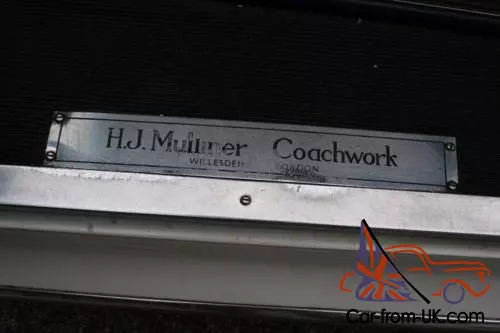 H.J. Mulliner Coachwork
WILLESDEN LONDON
Car-from-UK.com